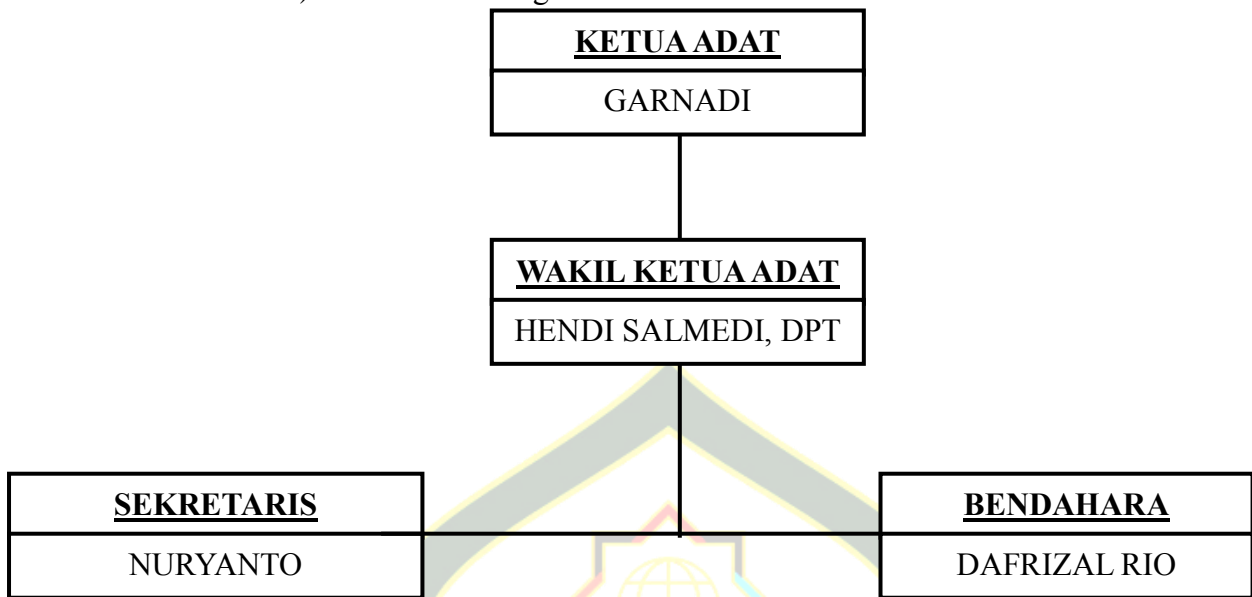 KETUA ADAT
GARNADI
WAKIL KETUA ADAT
HENDI SALMEDI, DPT
SEKRETARIS
NURYANTO
BENDAHARA
DAFRIZAL RIO